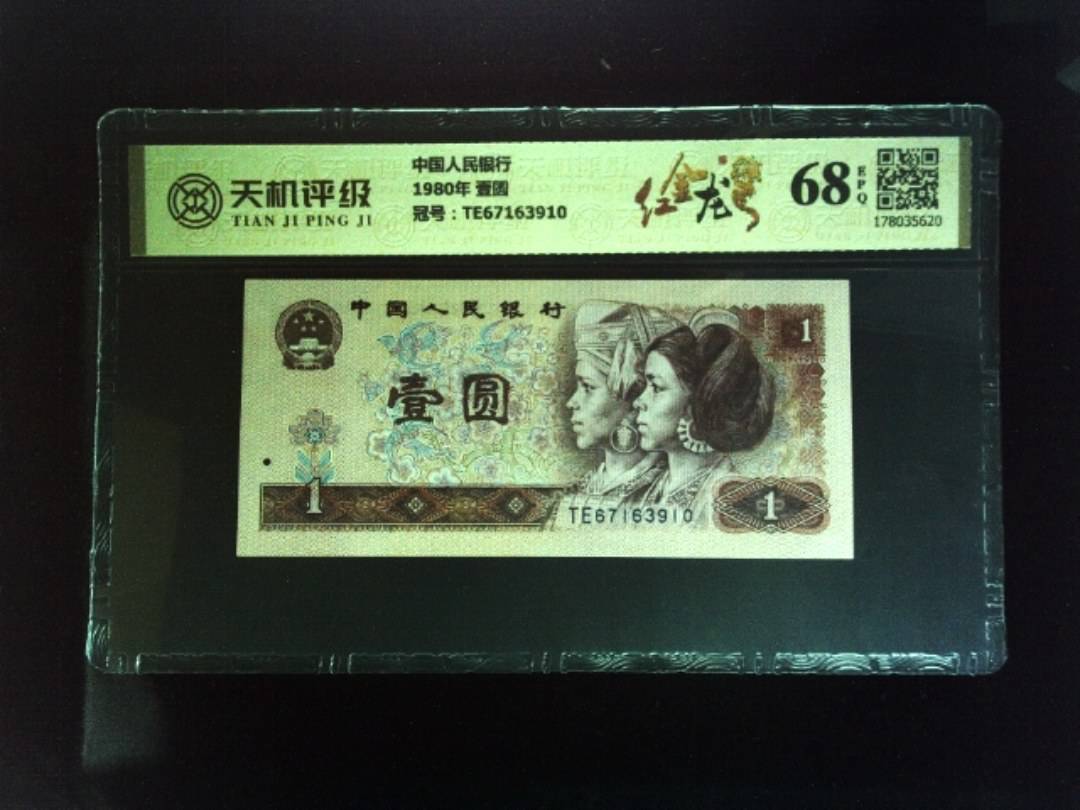 天机评级
TIAN JI PING JI
中国人民银行
1980年 壹圆
冠号：TE67163910
红金龙
68
EPQ
178035620
中国人民银行
1
壹圆
1
TE67163910
1